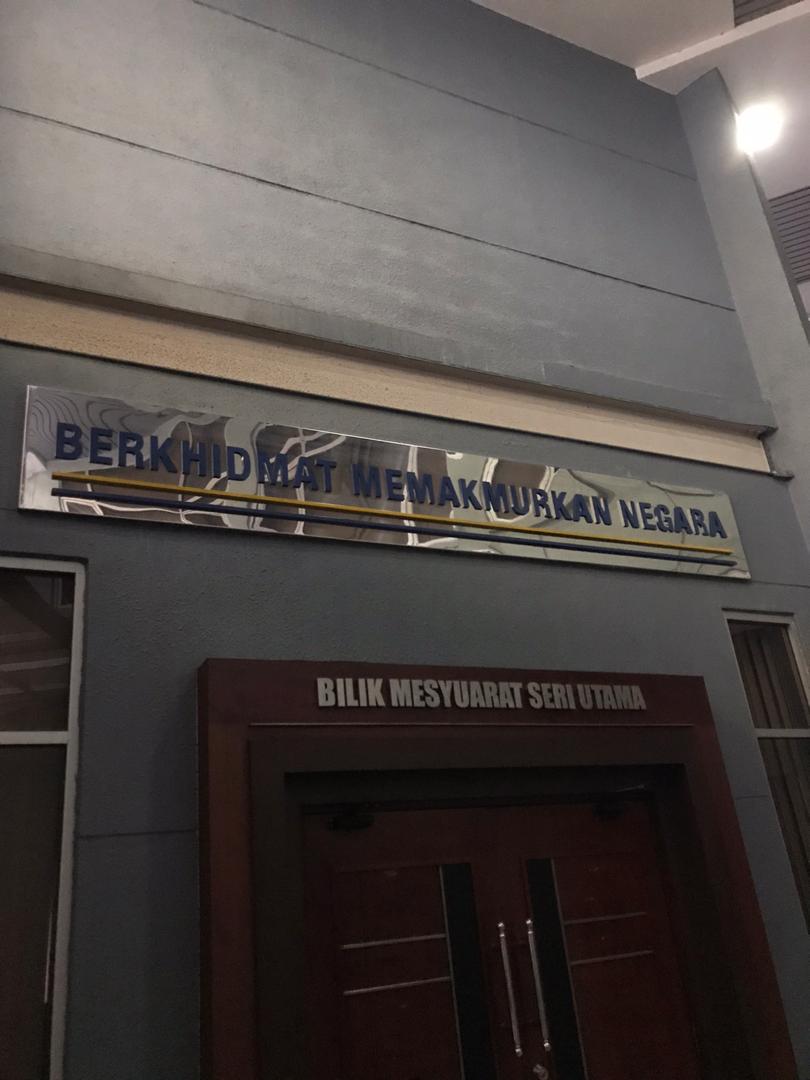 BERKHIDMAT MEMAKMURKAN NEGARA
BILIK MESYUARAT SERI UTAMA